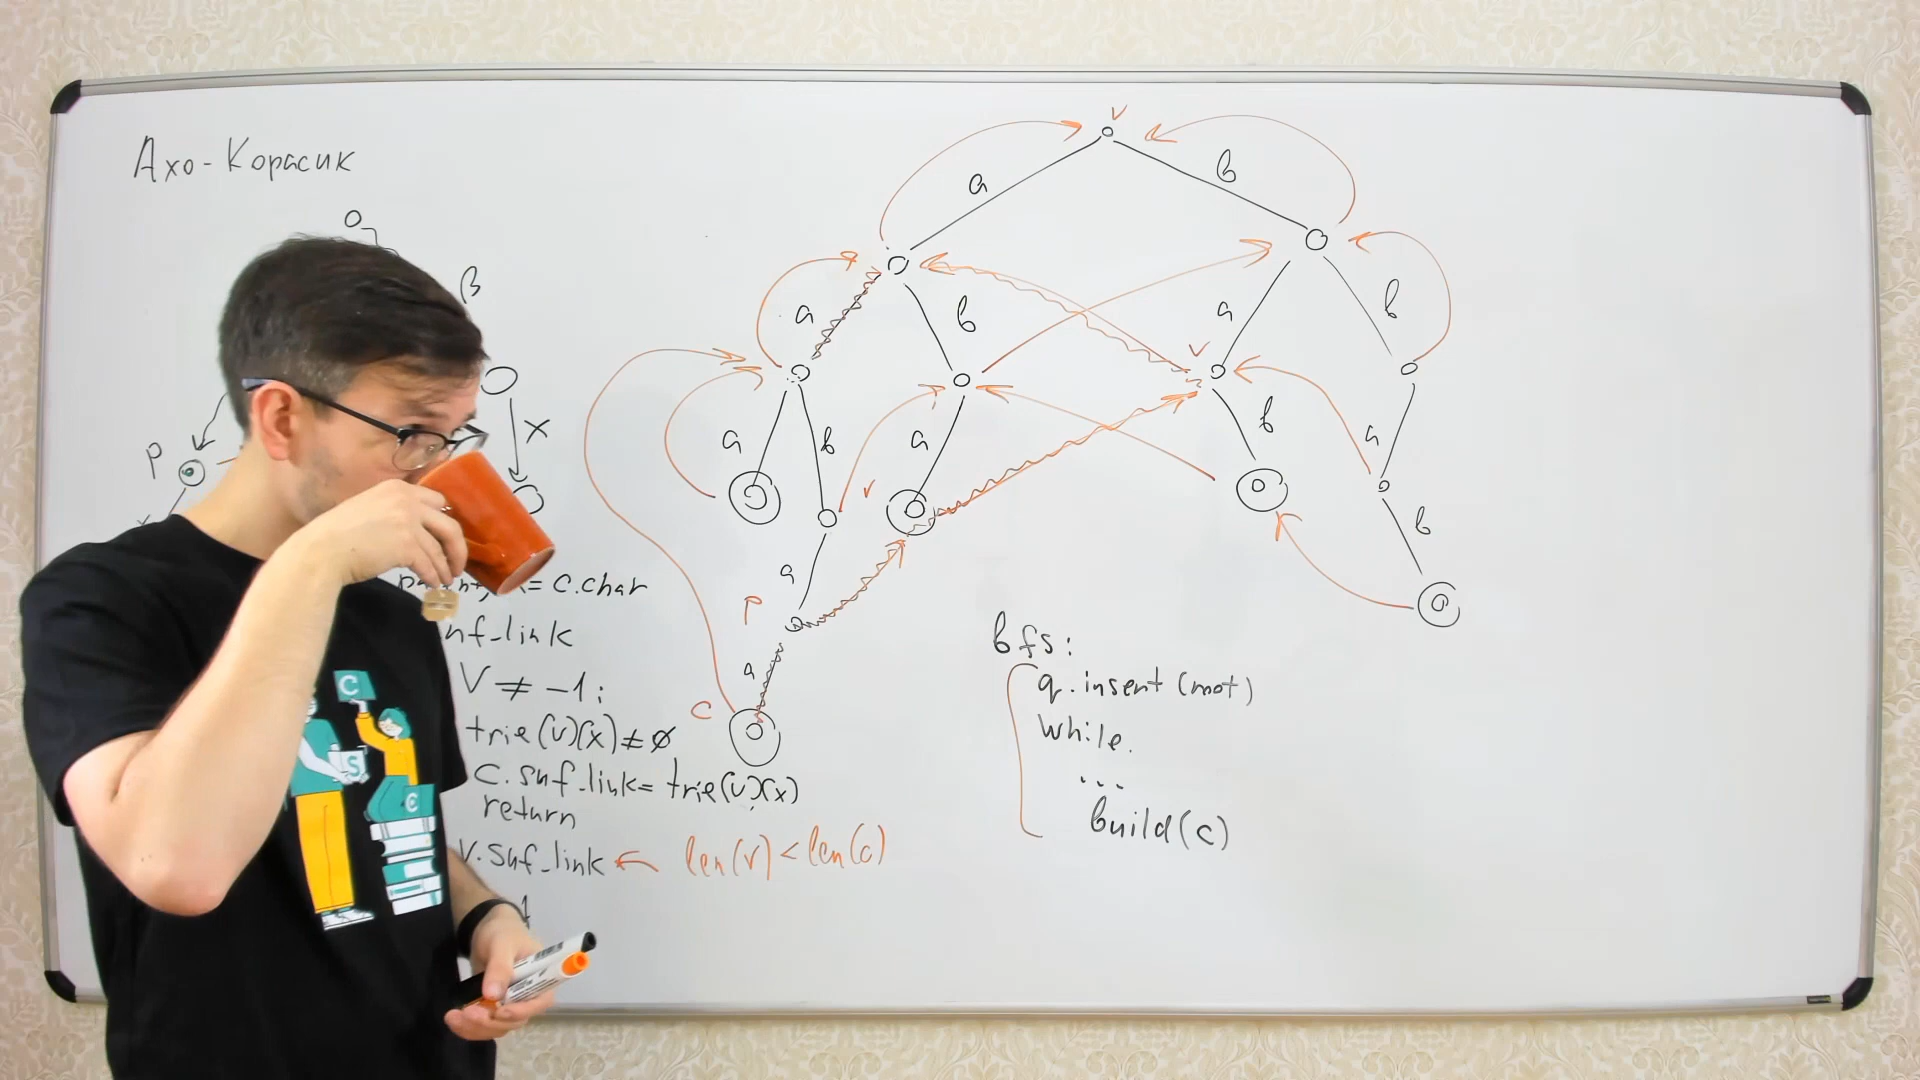 Ахо-Корасик
β
x
p
= c.char
suf_link
V ≠ -1:
trie(v)(x) ≠ ∅
c.suf_link = trie(v)(x)
return
V.suf_link ← len(v) < len(c)
v
a
b
a
b
a
b
v
a
b
a
b
a
v
a
b
p
a
c
bfs:
q.insert(root)
while.
...
build(c)
C
S
C